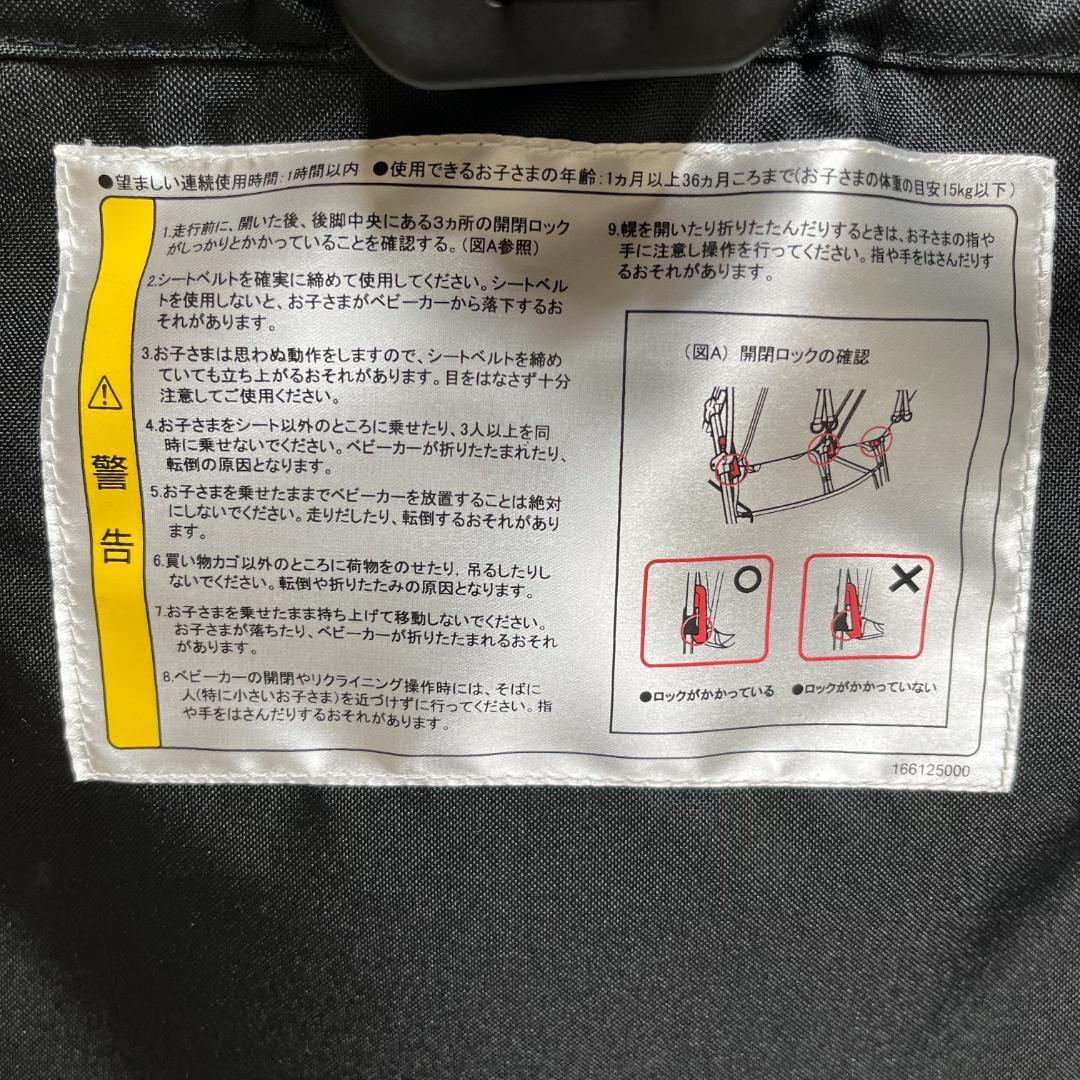 ●望ましい連続使用時間:1時間以内 ●使用できるお子さまの年齢:1ヵ月以上36ヵ月ころまで(お子さまの体重の目安15kg以下)
警告
1.走行前に、開いた後、後脚中央にある3ヵ所の開閉ロック
がしっかりとかかっていることを確認する。(図A参照)
2.シートベルトを確実に締めて使用してください。シートベル
トを使用しないと、お子さまがベビーカーから落下するお
それがあります。
3.お子さまは思わぬ動作をしますので、シートベルトを締め
ていても立ち上がるおそれがあります。目をはなさず十分
注意してご使用ください。
4.お子さまをシート以外のところに乗せたり、3人以上を同
時に乗せないでください。ベビーカーが折りたたまれたり、
転倒の原因となります。
5.お子さまを乗せたままでベビーカーを放置することは絶対
にしないでください。走りだしたり、転倒するおそれがあり
ます。
6.買い物カゴ以外のところに荷物をのせたり,吊るしたりし
ないでください。転倒や折りたたみの原因となります。
7.お子さまを乗せたまま持ち上げて移動しないでください。
お子さまが落ちたり、ベビーカーが折りたたまれるおそれ
があります。
8.ベビーカーの開閉やリクライニング操作時には、そばに
人(特に小さいお子さま)を近づけずに行ってください。指
や手をはさんだりするおそれがあります。
9.幌を開いたり折りたたんだりするときは、お子さまの指や
手に注意し操作を行ってください。指や手をはさんだりす
るおそれがあります。
(図A) 開閉ロックの確認
●ロックがかかっている ●ロックがかかっていない
166125000